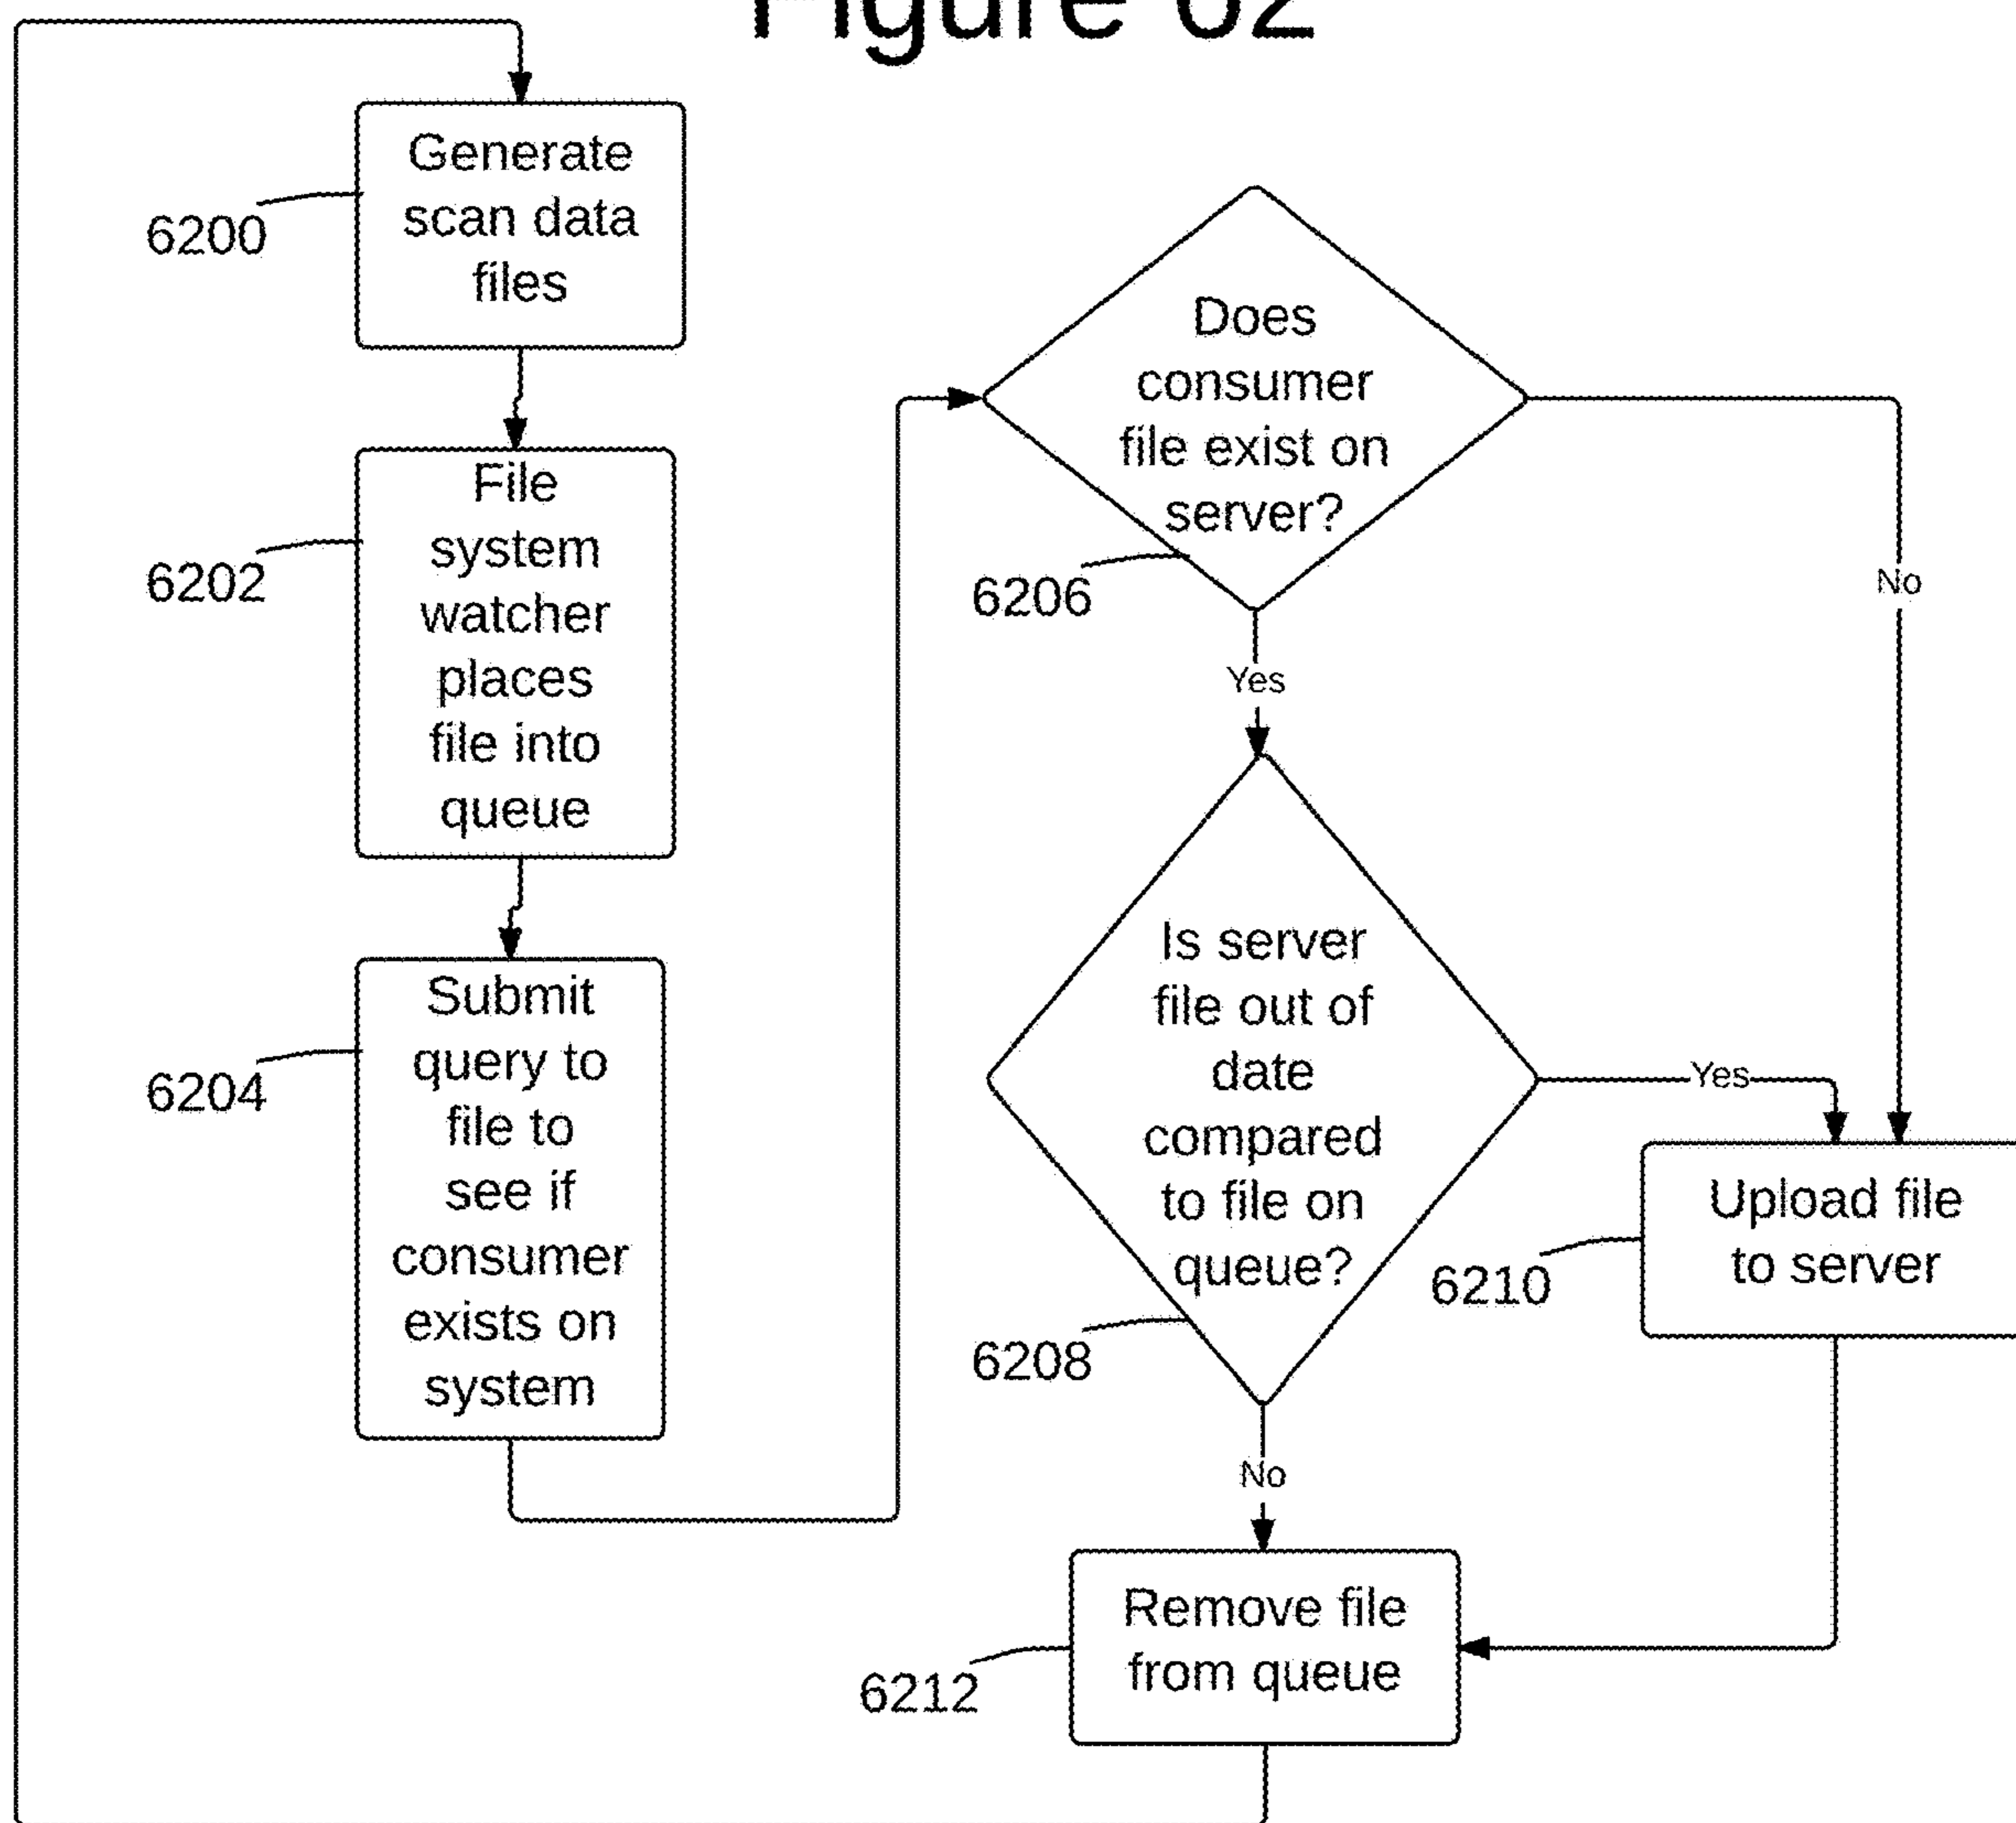 Figure 62
Generate
scan data
files
6200
File
system
watcher
places
file into
queue
6202
Submit
query to
file to
see if
consumer
exists on
system
6204
Does
consumer
file exist on
server?
6206
No
Yes
Is server
file out of
date
compared
to file on
queue?
6208
Yes
Upload file
to server
6210
No
Remove file
from queue
6212